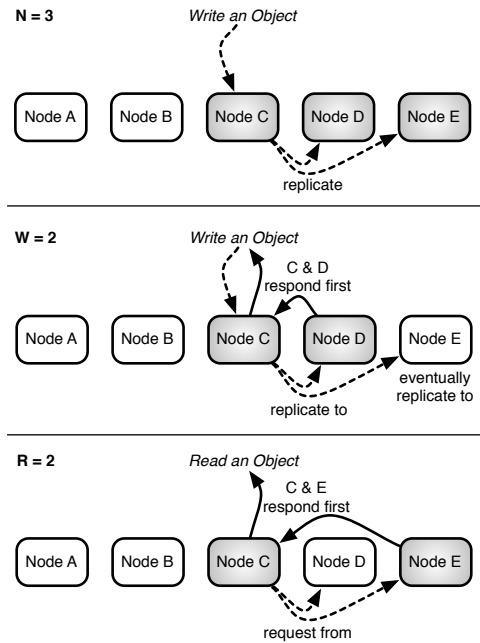 N = 3
Write an Object
Node A
Node B
Node C
Node D
Node E
replicate
W = 2
Write an Object
C & D
respond first
Node A
Node B
Node C
Node D
Node E
replicate to
eventually
replicate to
R = 2
Read an Object
C & E
respond first
Node A
Node B
Node C
Node D
Node E
request from